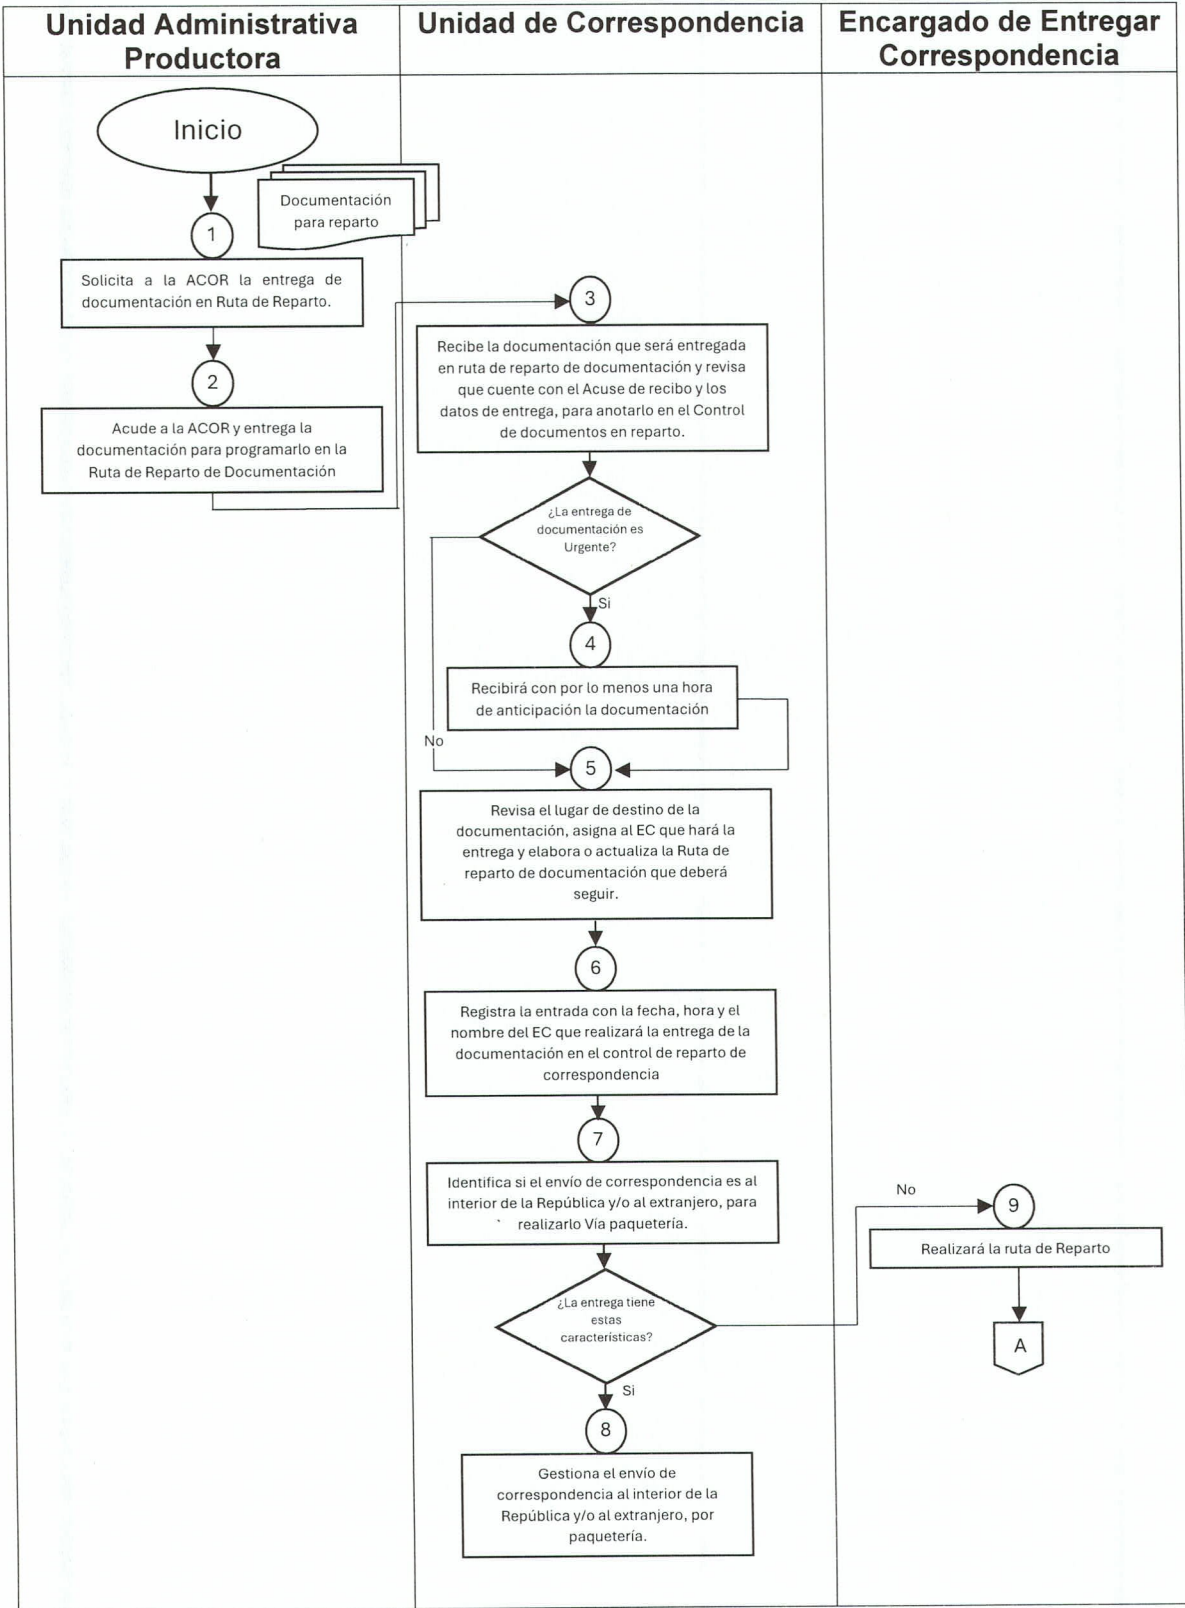 Unidad Administrativa
Productora
Unidad de Correspondencia
Encargado de Entregar
Correspondencia
Inicio
Documentación
para reparto
1
Solicita a la ACOR la entrega de
documentación en Ruta de Reparto.
2
Acude a la ACOR y entrega la
documentación para programarlo en la
Ruta de Reparto de Documentación
3
Recibe la documentación que será entregada
en ruta de reparto de documentación y revisa
que cuente con el Acuse de recibo y los
datos de entrega, para anotarlo en el Control
de documentos en reparto.
¿La entrega de
documentación es
Urgente?
Si
4
Recibirá con por lo menos una hora
de anticipación la documentación
No
5
Revisa el lugar de destino de la
documentación, asigna al EC que hará la
entrega y elabora o actualiza la Ruta de
reparto de documentación que deberá
seguir.
6
Registra la entrada con la fecha, hora y el
nombre del EC que realizará la entrega de la
documentación en el control de reparto de
correspondencia
7
Identifica si el envío de correspondencia es al
interior de la República y/o al extranjero, para
realizarlo Vía paquetería.
¿La entrega tiene
estas
características?
Si
8
Gestiona el envío de
correspondencia al interior de la
República y/o al extranjero, por
paquetería.
No
9
Realizará la ruta de Reparto
A